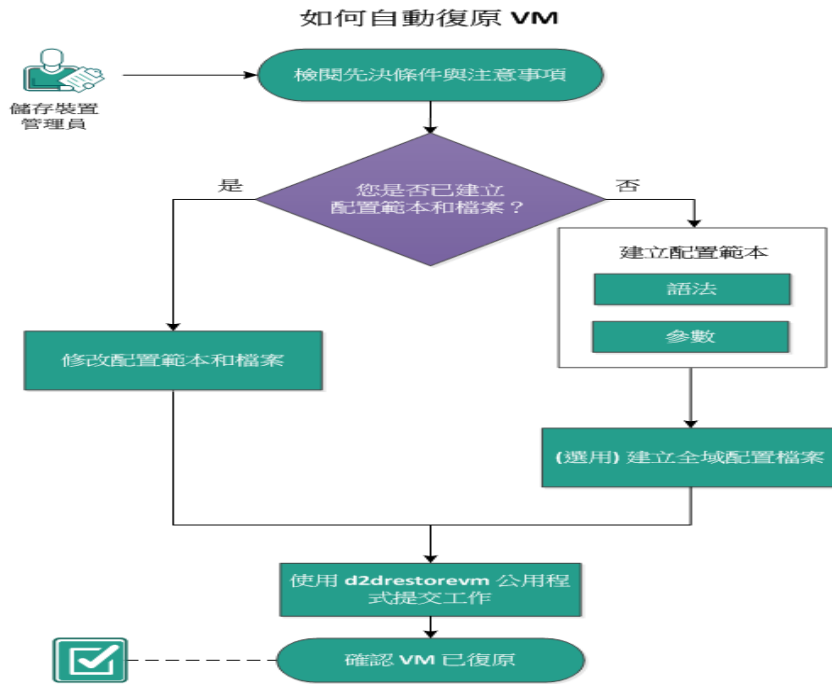 如何自動復原 VM
儲存裝置
管理員
檢閱先決條件與注意事項
您是否已建立
配置範本和檔案？
是
否
建立配置範本
語法
參數
修改配置範本和檔案
(選用) 建立全域配置檔案
使用 d2drestorevm 公用程
式提交工作
確認 VM 已復原